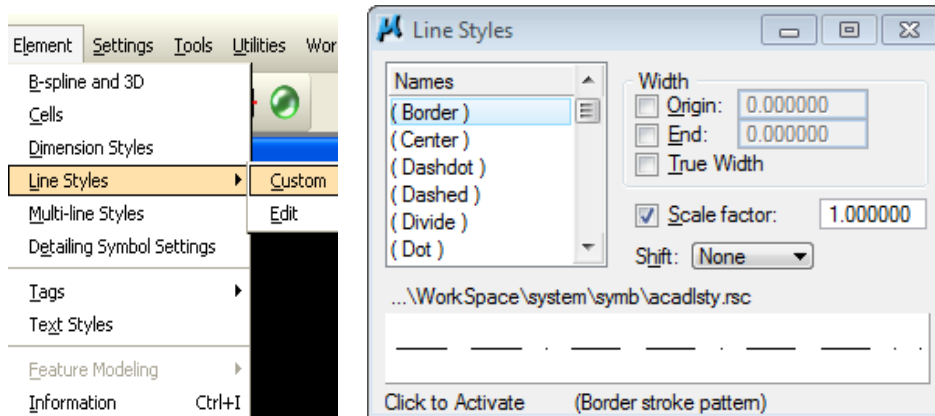 Element Settings Tools Utilities Wor
B-spline and 3D
Cells
Dimension Styles
Line Styles
Custom
Multi-line Styles
Edit
Detailing Symbol Settings
Tags
Text Styles
Feature Modeling
Information Ctrl+I
Line Styles
Names
( Border )
( Center )
( Dashdot )
( Dashed )
( Divide )
( Dot )
Width
Origin: 0.000000
End: 0.000000
True Width
Scale factor: 1.000000
Shift: None
...\WorkSpace\system\symb\acadlsty.rsc
Click to Activate (Border stroke pattern)